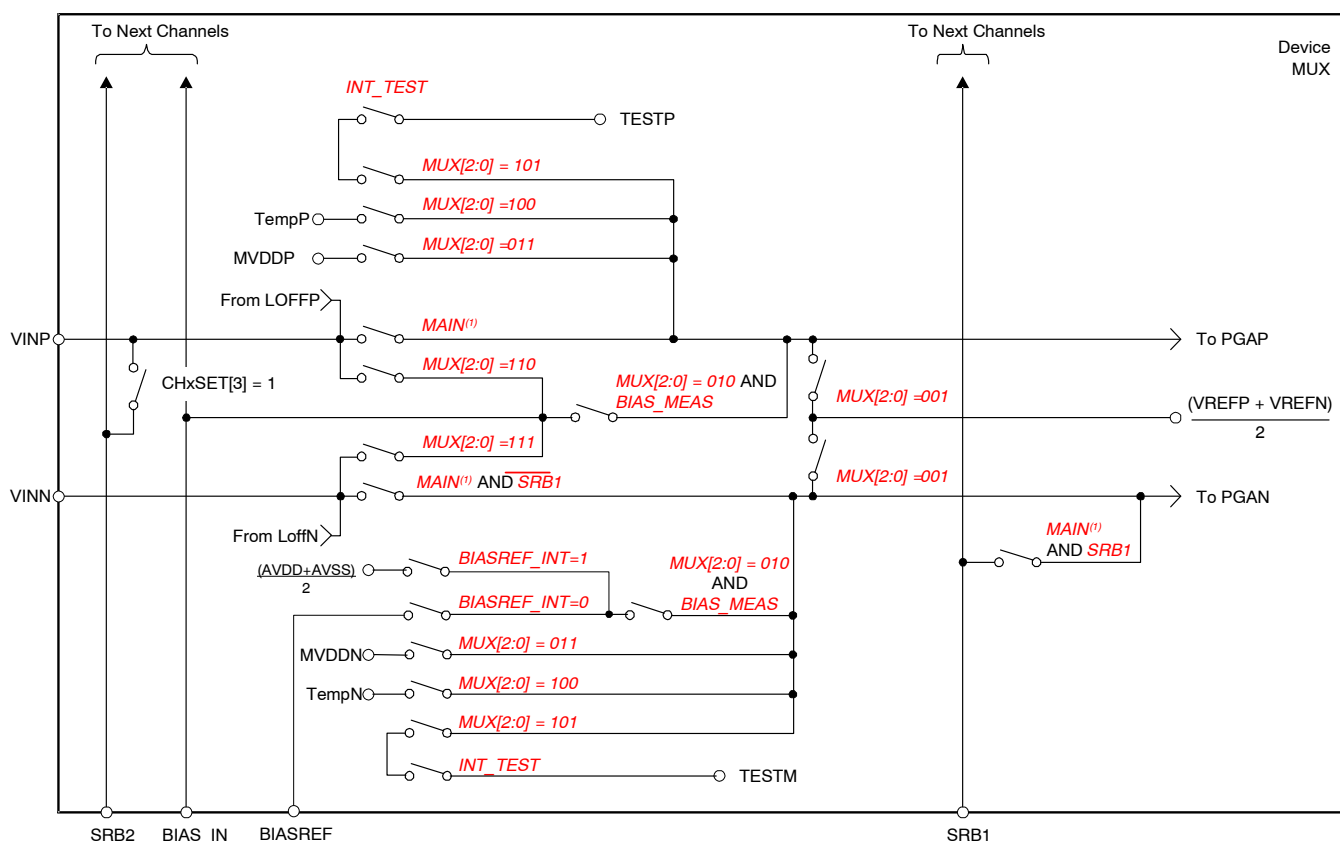 To Next Channels
To Next Channels
Device
MUX
INT_TEST
TESTP
MUX[2:0] = 101
TempP
MUX[2:0] =100
MVDDP
MUX[2:0] =011
From LOFFP
VINP
MAIN(1)
To PGAP
MUX[2:0] =110
CHxSET[3] = 1
MUX[2:0] = 010 AND
BIAS_MEAS
MUX[2:0] =001
(VREFP + VREFN)
2
MUX[2:0] =111
MUX[2:0] =001
MAIN(1) AND SRB1
VINN
To PGAN
From LoffN
MAIN(1)
AND SRB1
(AVDD+AVSS)
2
BIASREF_INT=1
MUX[2:0] = 010
AND
BIAS_MEAS
BIASREF_INT=0
MVDDN
MUX[2:0] = 011
TempN
MUX[2:0] = 100
MUX[2:0] = 101
INT_TEST
TESTM
SRB2
BIAS_IN
BIASREF
SRB1